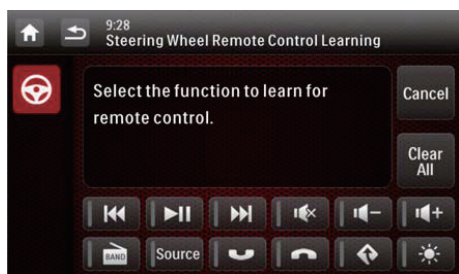 9:28
Steering Wheel Remote Control Learning
Select the function to learn for
remote control.
Cancel
Clear
All
BAND
Source